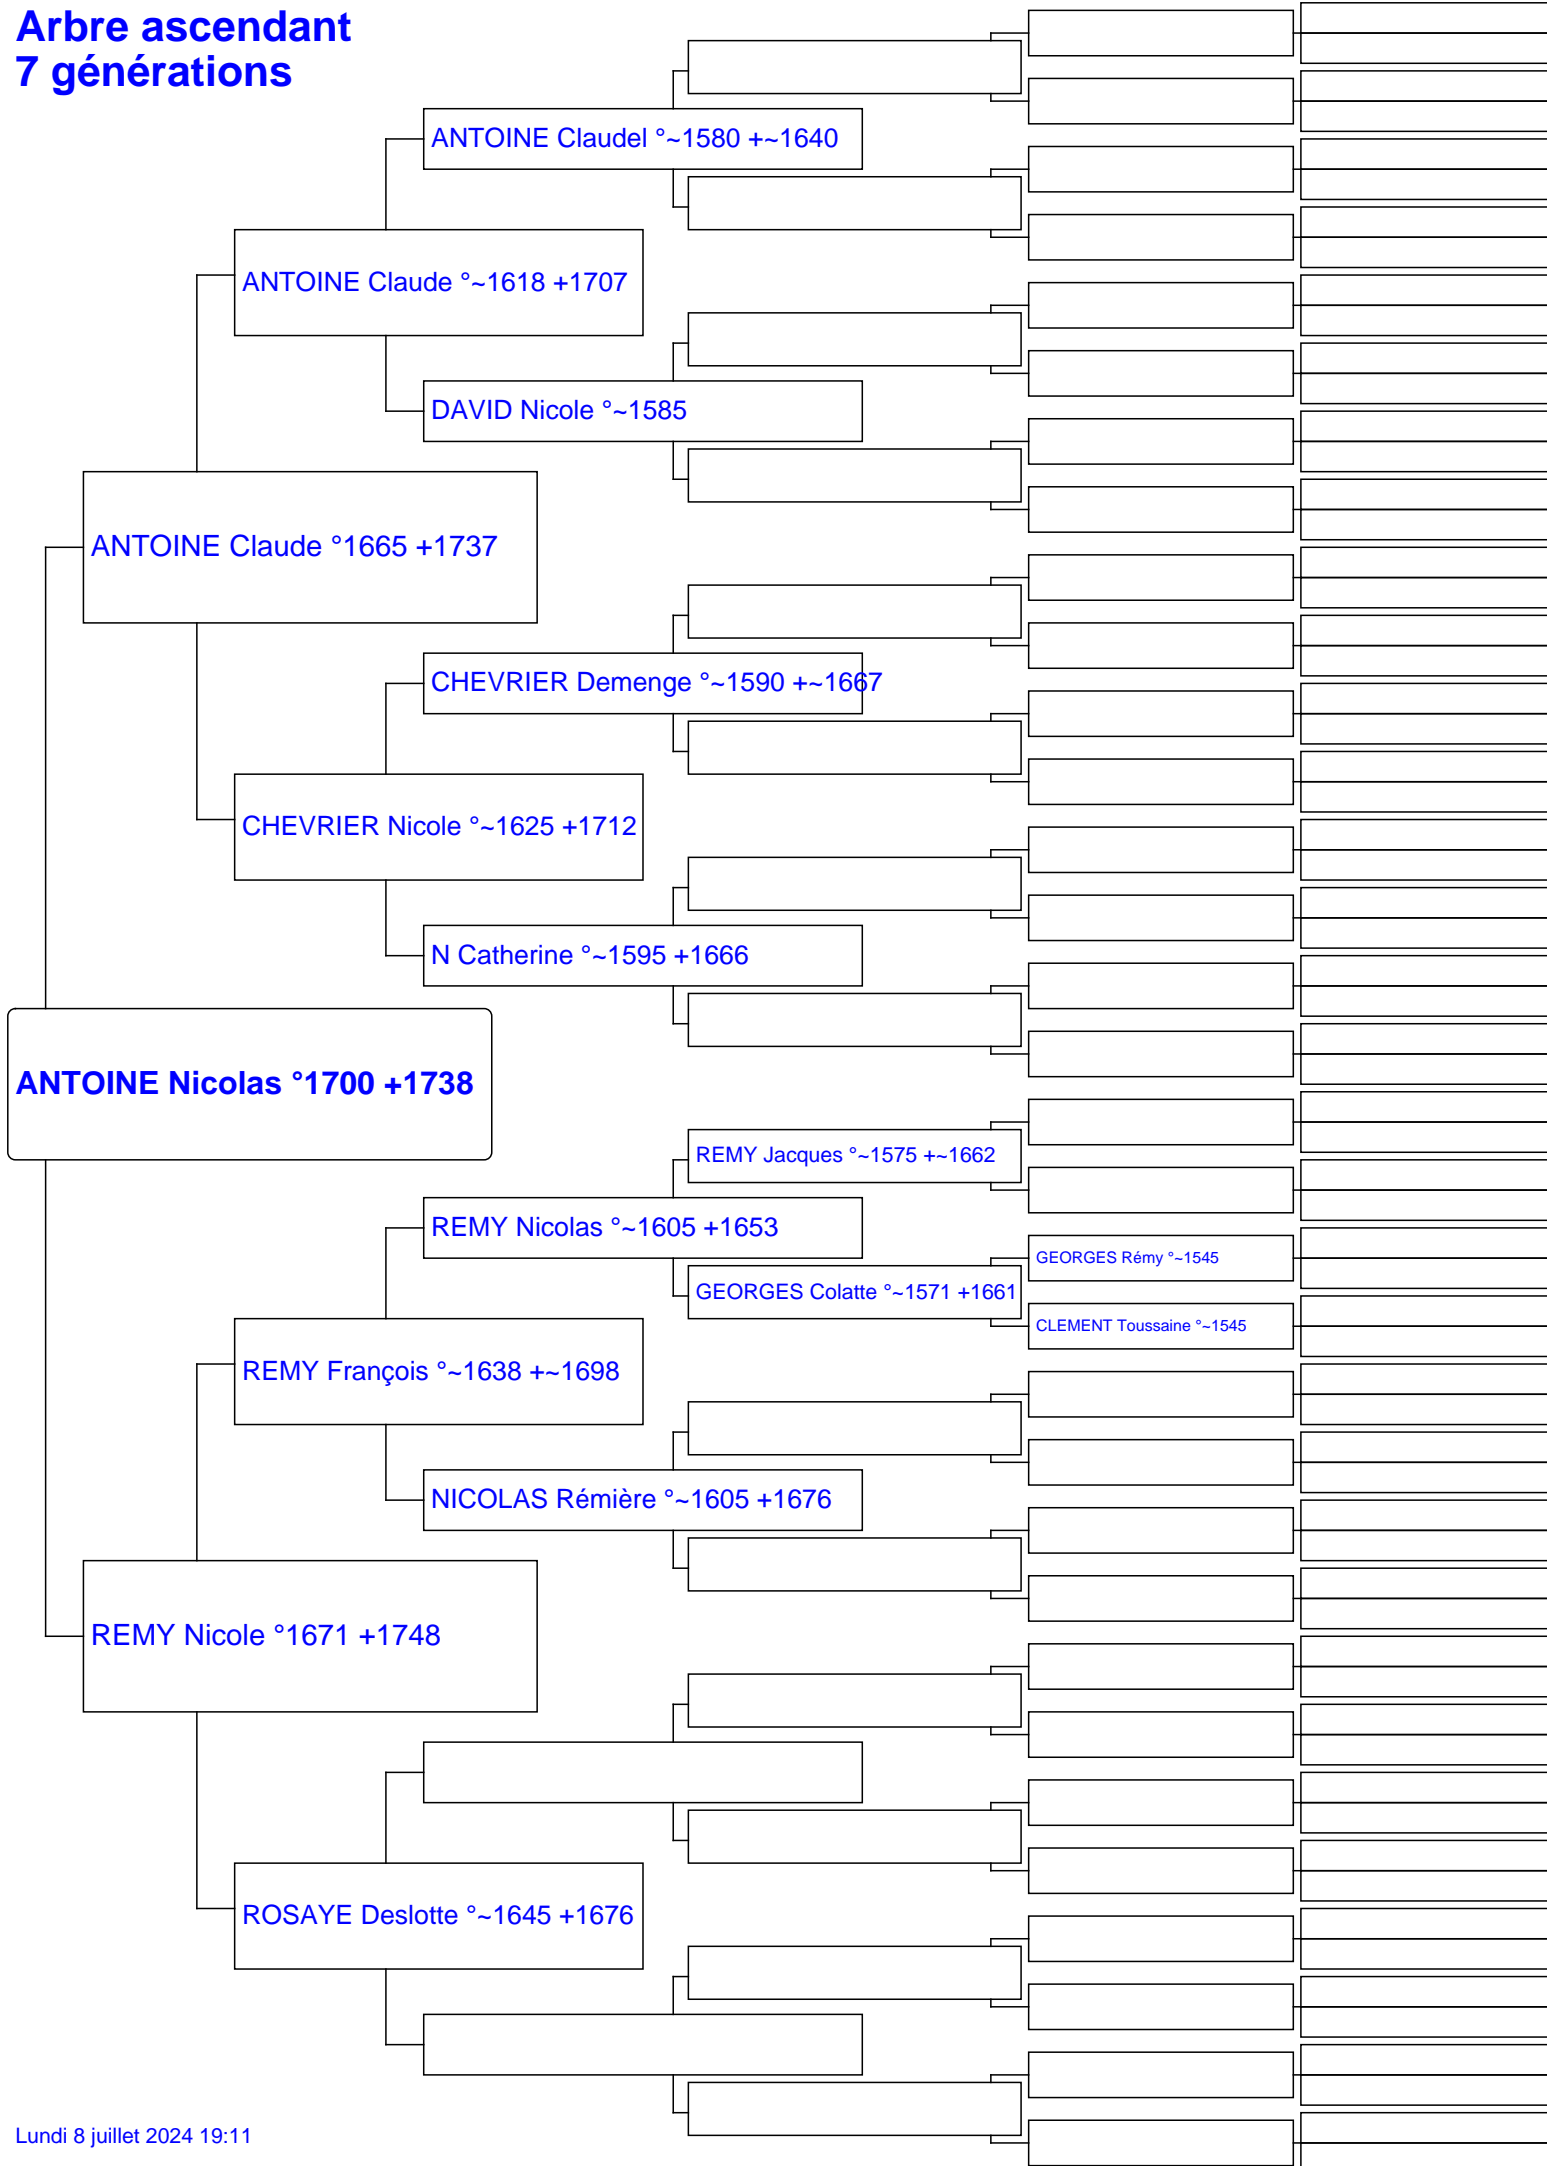 Arbre ascendant
7 générations
ANTOINE Claudel °~1580 +~1640
ANTOINE Claude °~1618 +1707
DAVID Nicole °~1585
ANTOINE Claude °1665 +1737
CHEVRIER Demenge °~1590 +~1667
CHEVRIER Nicole °~1625 +1712
N Catherine °~1595 +1666
ANTOINE Nicolas °1700 +1738
REMY Jacques °~1575 +~1662
REMY Nicolas °~1605 +1653
GEORGES Rémy °~1545
GEORGES Colatte °~1571 +1661
CLEMENT Toussaine °~1545
REMY François °~1638 +~1698
NICOLAS Rémière °~1605 +1676
REMY Nicole °1671 +1748
ROSAYE Deslotte °~1645 +1676
Lundi 8 juillet 2024 19:11